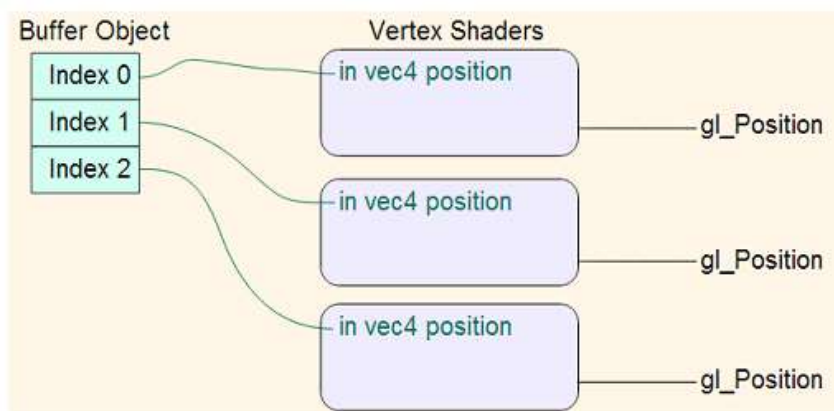 Buffer Object
Vertex Shaders
Index 0
in vec4 position
gl_Position
Index 1
in vec4 position
gl_Position
Index 2
in vec4 position
gl_Position